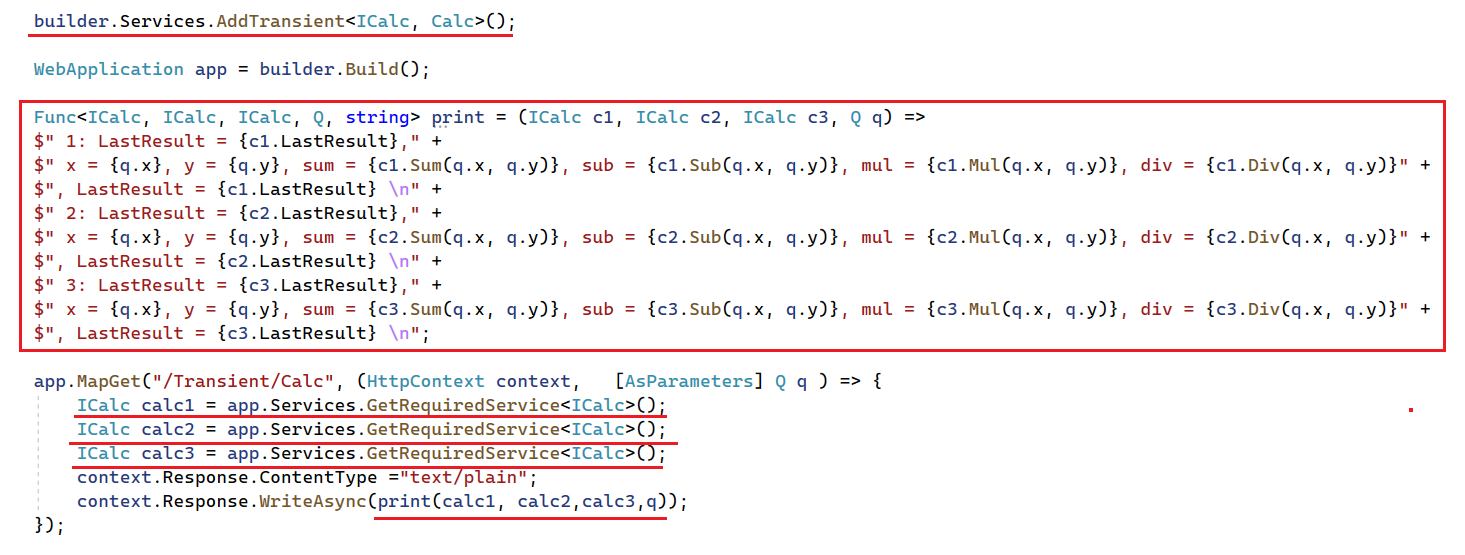 builder.Services.AddTransient<ICalc, Calc>();
WebApplication app = builder.Build();
Func<ICalc, ICalc, ICalc, Q, string> print = (ICalc c1, ICalc c2, ICalc c3, Q q) =>
$" 1: LastResult = {c1.LastResult}," +
$" x = {q.x}, y = {q.y}, sum = {c1.Sum(q.x, q.y)}, sub = {c1.Sub(q.x, q.y)}, mul = {c1.Mul(q.x, q.y)}, div = {c1.Div(q.x, q.y)}" +
$", LastResult = {c1.LastResult} \n" +
$" 2: LastResult = {c2.LastResult}," +
$" x = {q.x}, y = {q.y}, sum = {c2.Sum(q.x, q.y)}, sub = {c2.Sub(q.x, q.y)}, mul = {c2.Mul(q.x, q.y)}, div = {c2.Div(q.x, q.y)}" +
$", LastResult = {c2.LastResult} \n" +
$" 3: LastResult = {c3.LastResult}," +
$" x = {q.x}, y = {q.y}, sum = {c3.Sum(q.x, q.y)}, sub = {c3.Sub(q.x, q.y)}, mul = {c3.Mul(q.x, q.y)}, div = {c3.Div(q.x, q.y)}" +
$", LastResult = {c3.LastResult} \n";
app.MapGet("/Transient/Calc", (HttpContext context,   [AsParameters] Q q ) => {
    ICalc calc1 = app.Services.GetRequiredService<ICalc>();
    ICalc calc2 = app.Services.GetRequiredService<ICalc>();
    ICalc calc3 = app.Services.GetRequiredService<ICalc>();
    context.Response.ContentType ="text/plain";
    context.Response.WriteAsync(print(calc1, calc2,calc3,q));
});